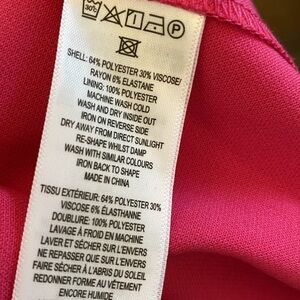 30°
P
SHELL: 64% POLYESTER 30% VISCOSE/
RAYON 6% ELASTANE
LINING: 100% POLYESTER
MACHINE WASH COLD
WASH AND DRY INSIDE OUT
IRON ON REVERSE SIDE
DRY AWAY FROM DIRECT SUNLIGHT
RE-SHAPE WHILST DAMP
WASH WITH SIMILAR COLOURS
IRON BACK TO SHAPE
MADE IN CHINA
TISSU EXTÉRIEUR: 64% POLYESTER 30%
VISCOSE 6% ÉLASTHANNE
DOUBLURE: 100% POLYESTER
LAVAGE À FROID EN MACHINE
LAVER ET SÉCHER SUR L'ENVERS
NE REPASSER QUE SUR L'ENVERS
FAIRE SÉCHER À L'ABRIS DU SOLEIL
REDONNER FORME AU VÊTEMENT
ENCORE HUMIDE